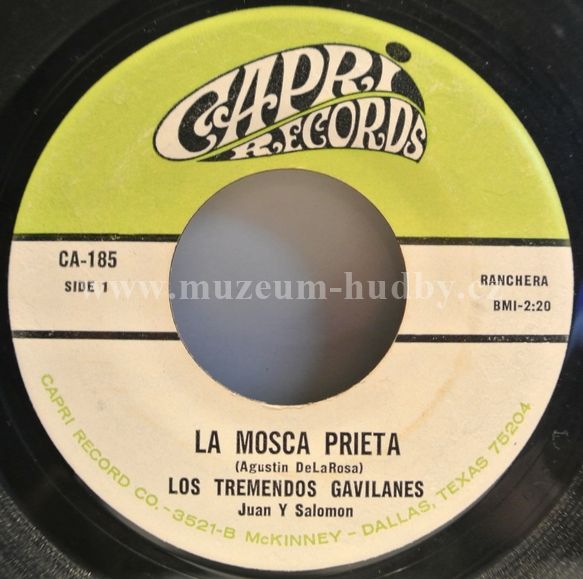 CAPRI
RECORDS
CA-185
SIDE 1
RANCHERA
BMI-2:20
www.muzeum-hudby.cz
LA MOSCA PRIETA
(Agustin DeLaRosa)
LOS TREMENDOS GAVILANES
Juan Y Salomon
CAPRI RECORD CO.-3521-B McKINNEY - DALLAS, TEXAS 75204